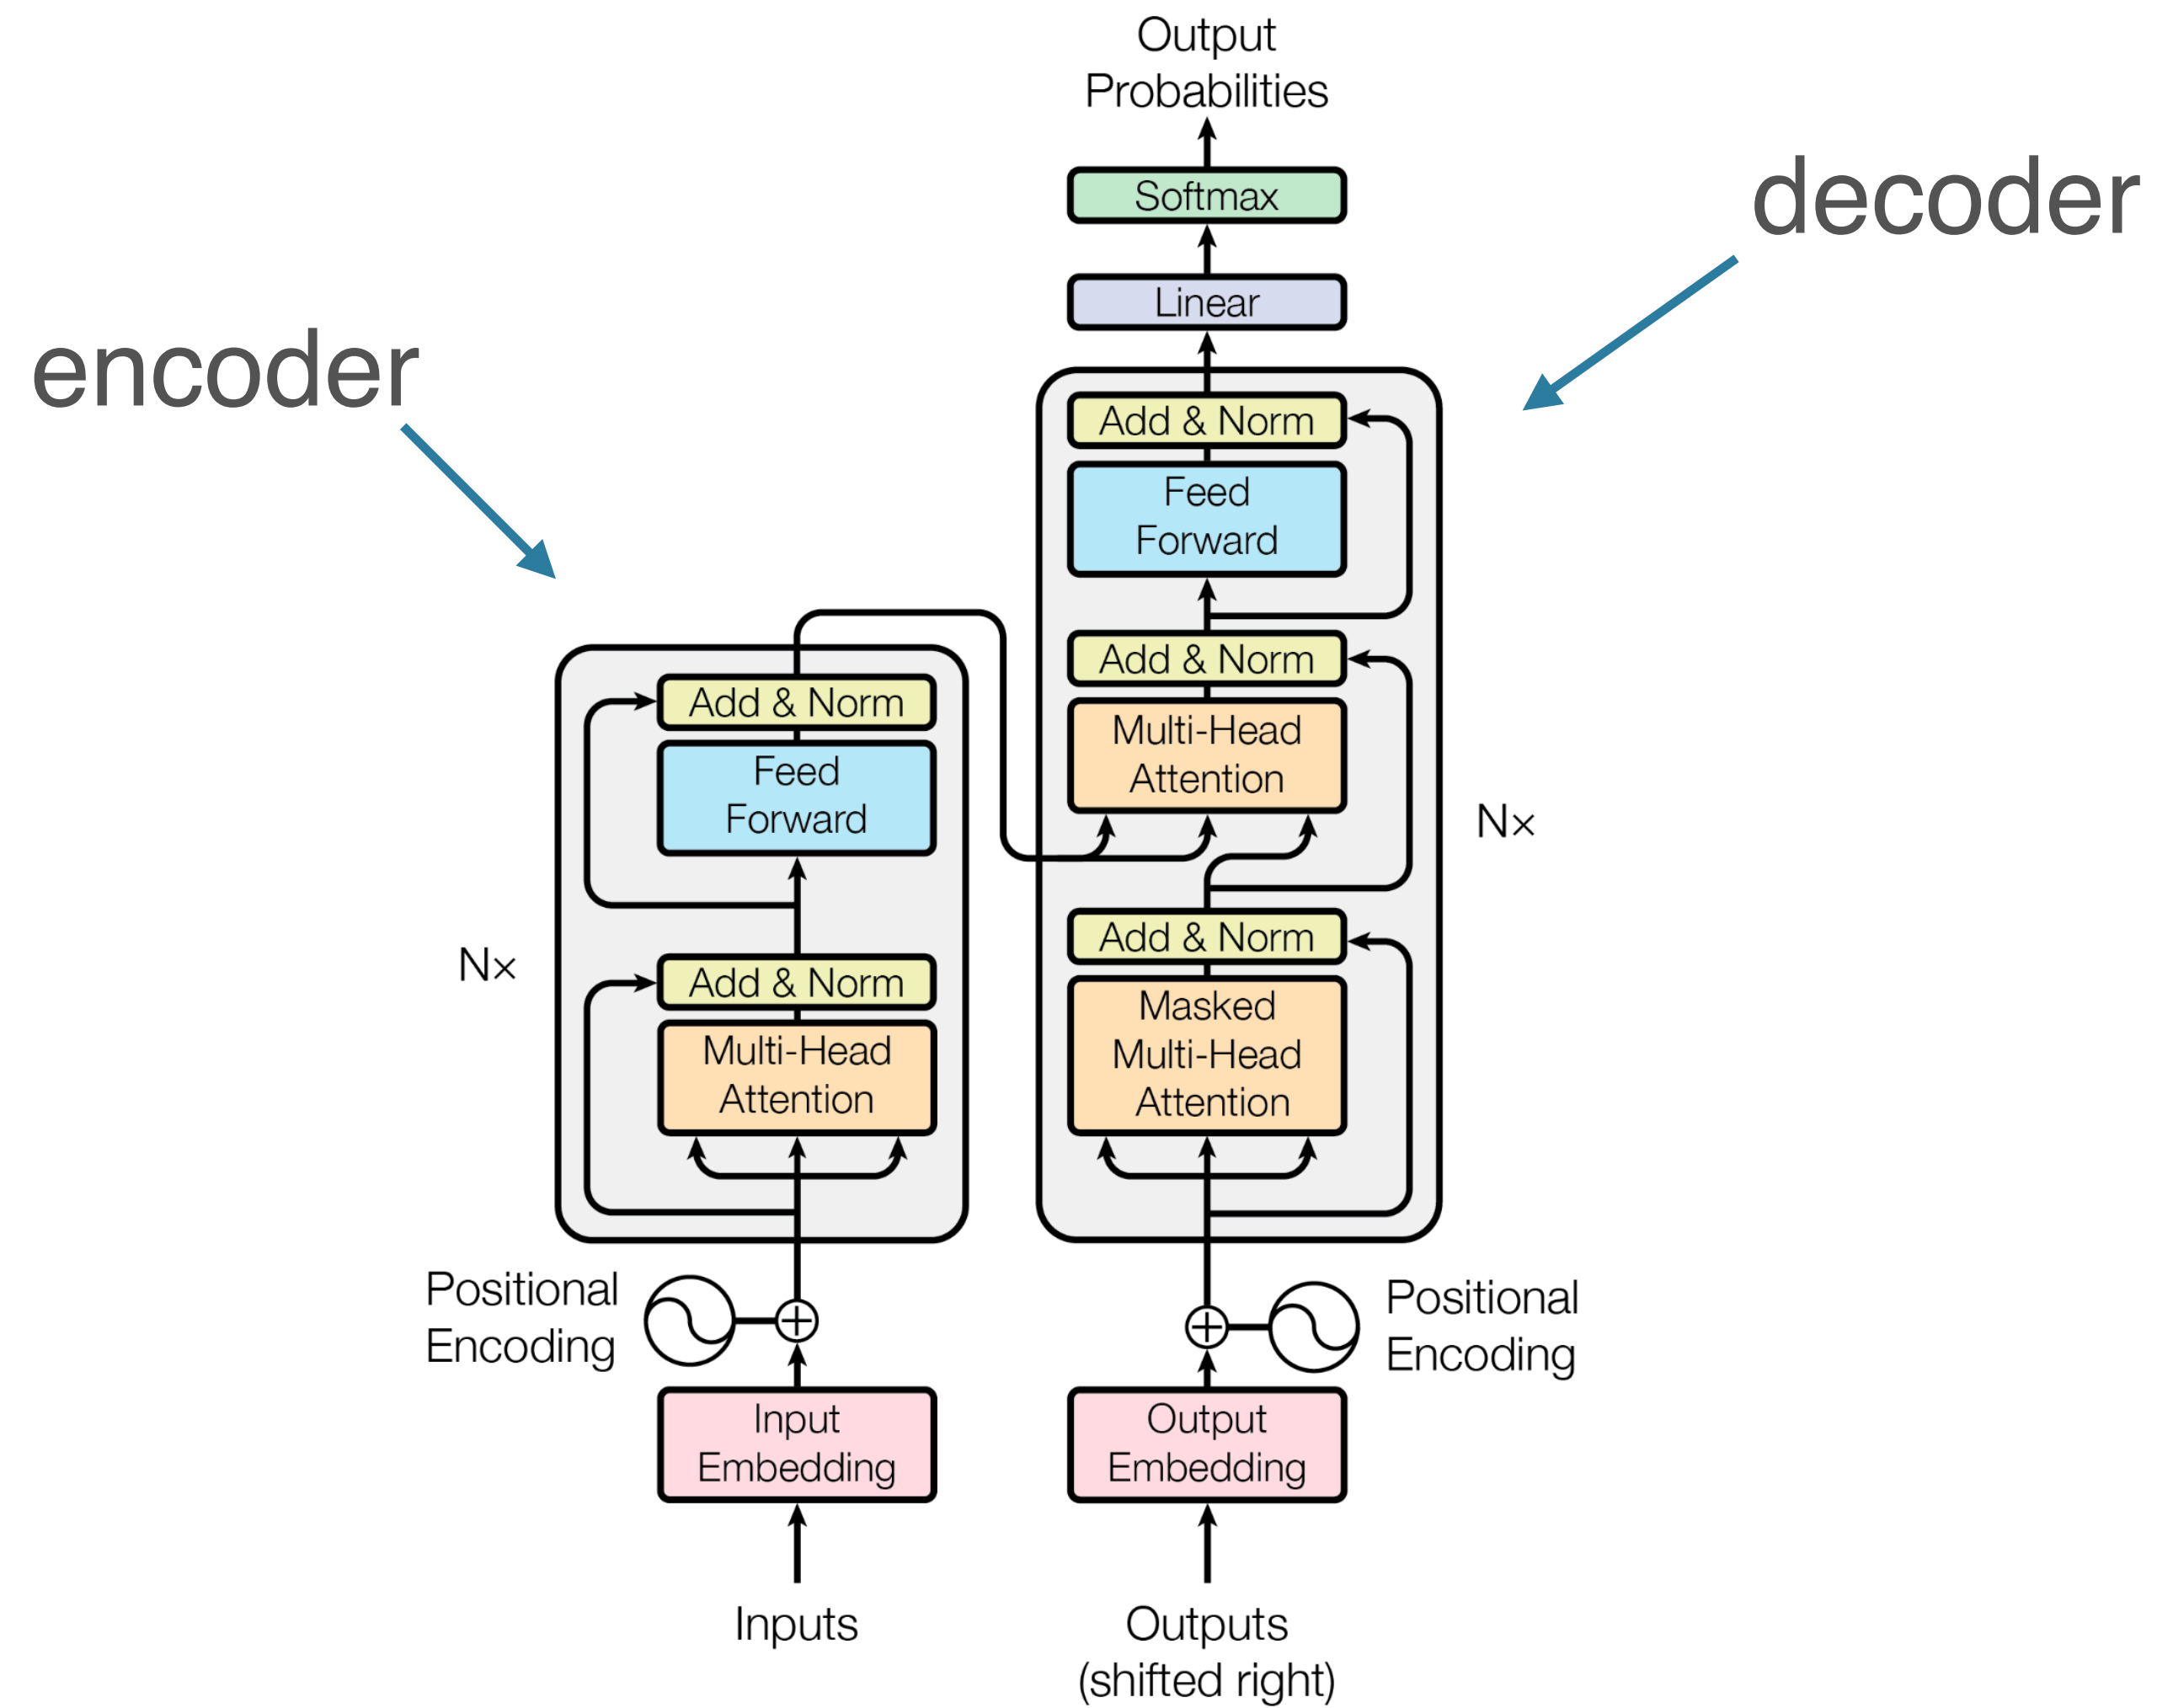 Output
Probabilities
Softmax
decoder
Linear
encoder
Add & Norm
Feed
Forward
Add & Norm
Multi-Head
Attention
N×
Add & Norm
Masked
Multi-Head
Attention
Add & Norm
Feed
Forward
N×
Add & Norm
Multi-Head
Attention
Positional
Encoding
Positional
Encoding
Input
Embedding
Output
Embedding
Inputs
Outputs
(shifted right)